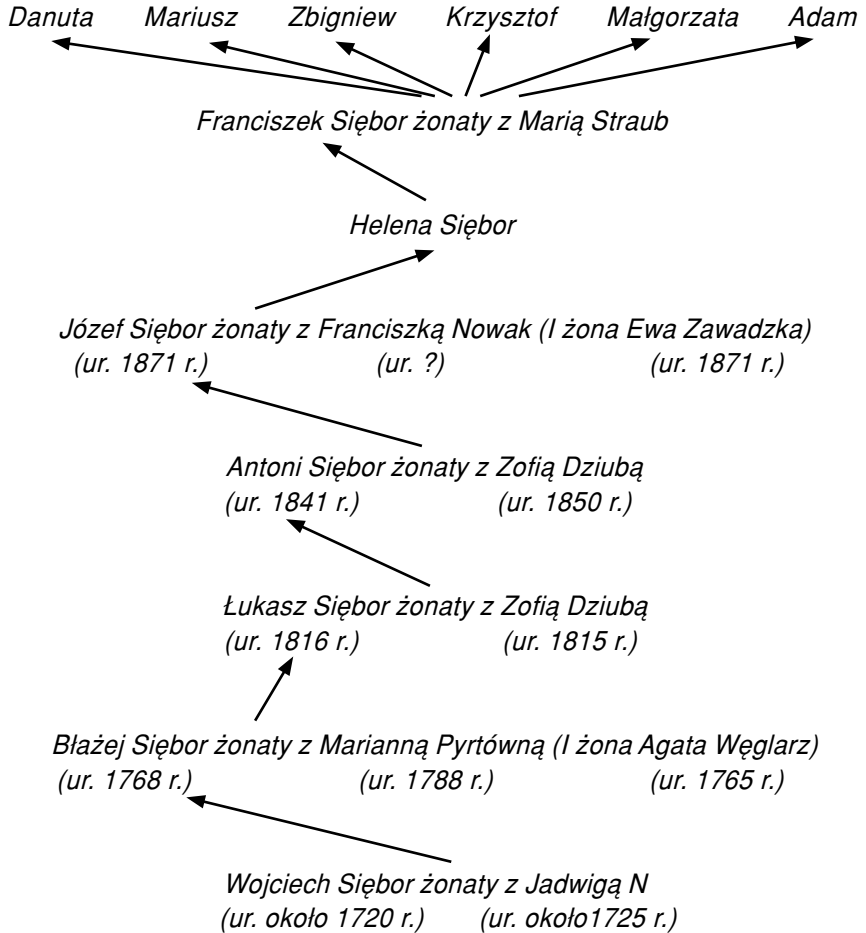 Danuta Mariusz Zbigniew Krzysztof Małgorzata Adam
Franciszek Siębor żonaty z Marią Straub
Helena Siębor
Józef Siębor żonaty z Franciszką Nowak (I żona Ewa Zawadzka)
(ur. 1871 r.) (ur. ?) (ur. 1871 r.)
Antoni Siębor żonaty z Zofią Dziubą
(ur. 1841 r.) (ur. 1850 r.)
Łukasz Siębor żonaty z Zofią Dziubą
(ur. 1816 r.) (ur. 1815 r.)
Błażej Siębor żonaty z Marianną Pyrtówną (I żona Agata Węglarz)
(ur. 1768 r.) (ur. 1788 r.) (ur. 1765 r.)
Wojciech Siębor żonaty z Jadwigą N
(ur. około 1720 r.) (ur. około1725 r.)